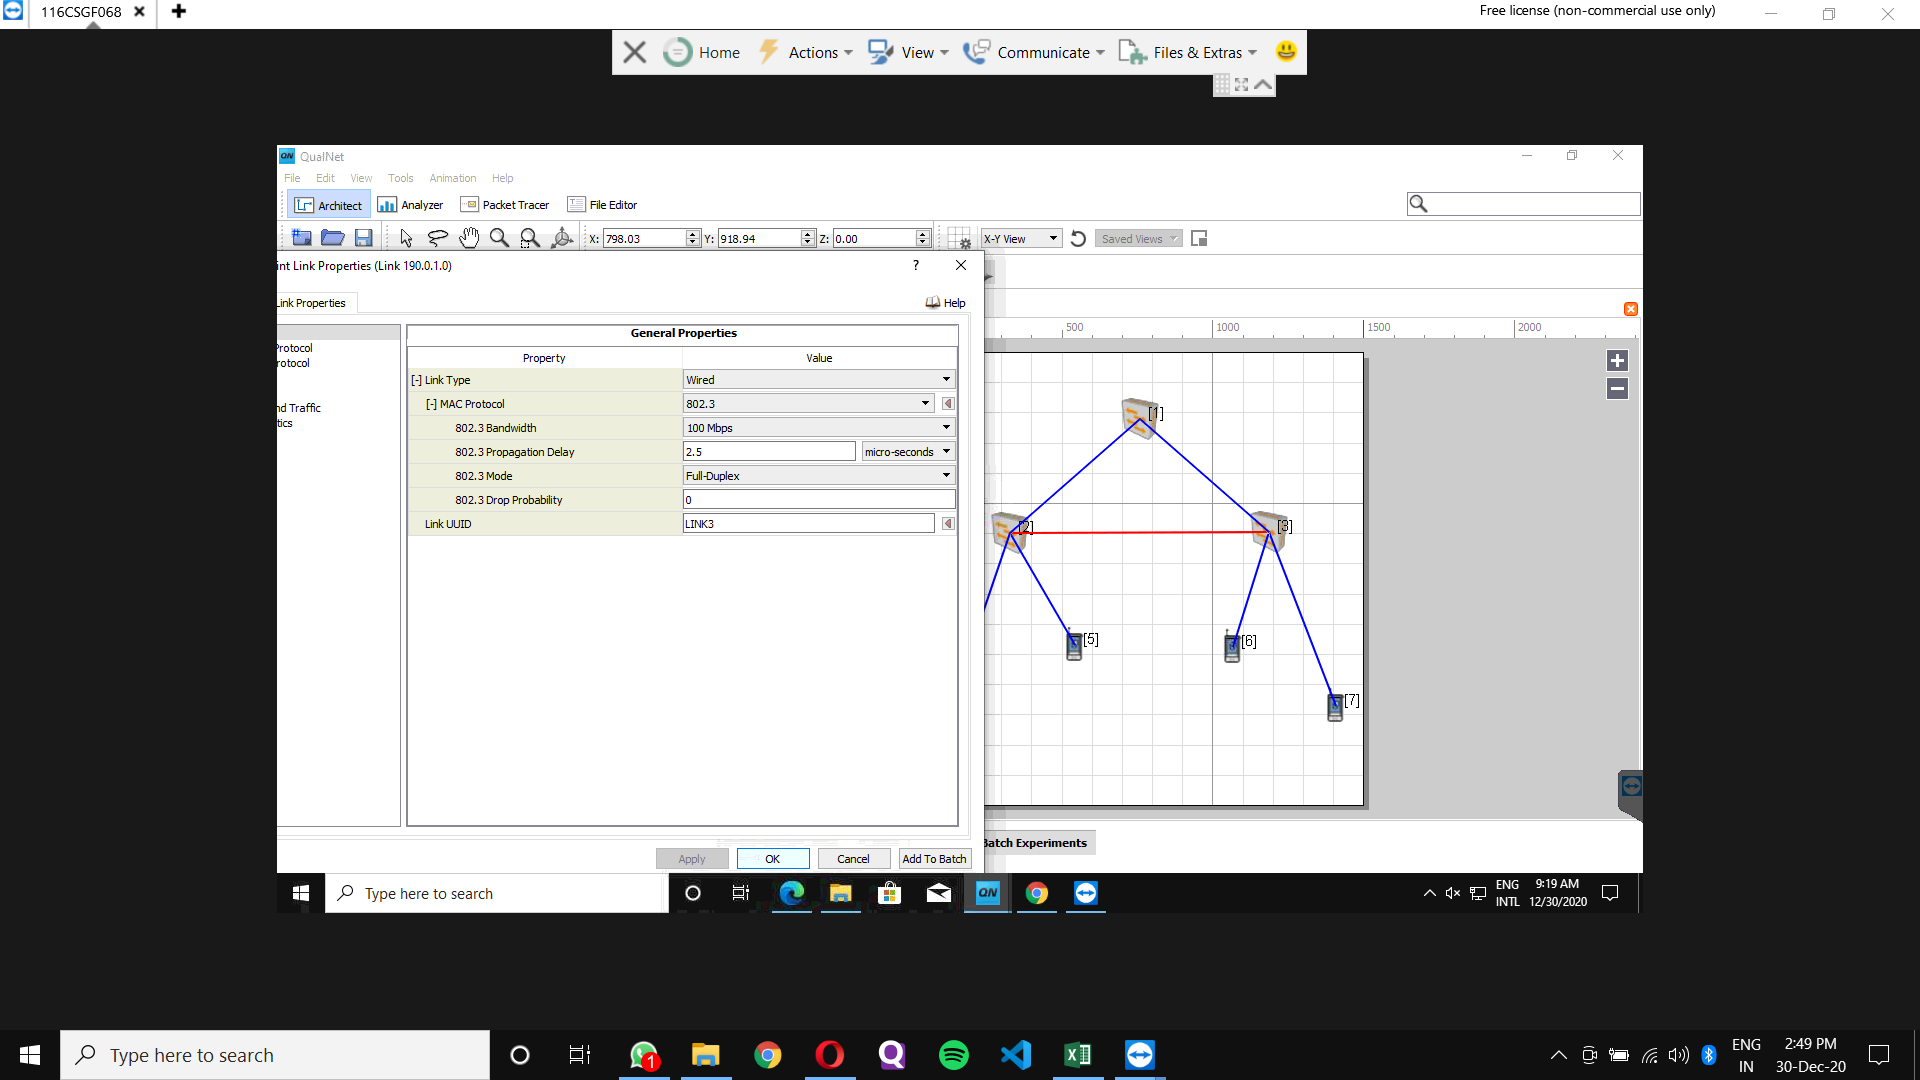 116CSGF068
Free license (non-commercial use only)
Home
Actions
View
Communicate
Files & Extras
QN QualNet
File Edit View Tools Animation Help
Architect
Analyzer
Packet Tracer
File Editor
X: 798.03 Y: 918.94 Z: 0.00
X-Y View
Saved Views
int Link Properties (Link 190.0.1.0)
?
Link Properties
Help
rotocol
otocol
nd Traffic
tics
General Properties
Property Value
[-] Link Type Wired
[-] MAC Protocol 802.3
802.3 Bandwidth 100 Mbps
802.3 Propagation Delay 2.5 micro-seconds
802.3 Mode Full-Duplex
802.3 Drop Probability 0
Link UUID LINK3
Apply
OK
Cancel
Add To Batch
500 1000 1500 2000
[1]
[2]
[3]
[5]
[6]
[7]
Batch Experiments
Type here to search
QN
ENG
INTL
9:19 AM
12/30/2020
Type here to search
1
ENG
IN
2:49 PM
30-Dec-20